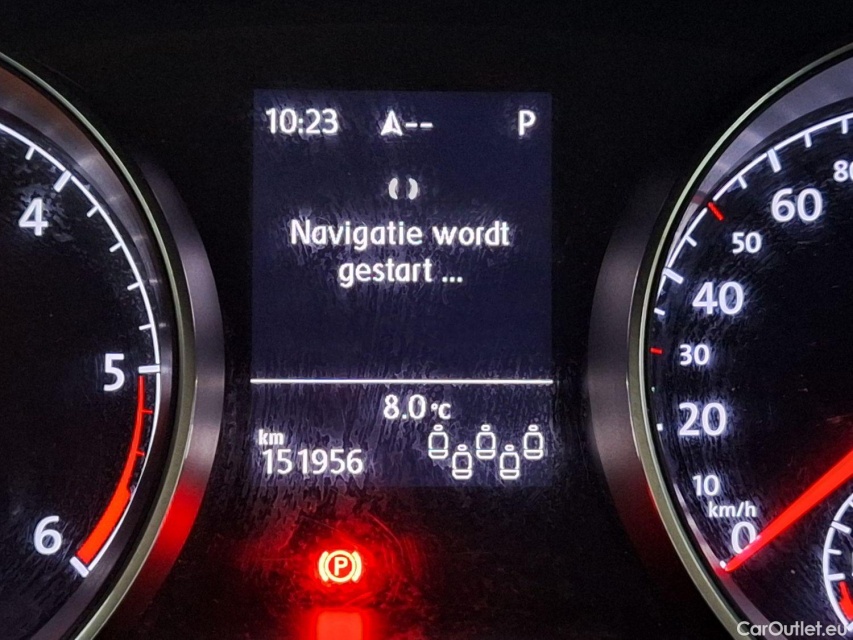 10:23 -- P
Navigatie wordt
gestart ...
8.0 °C
km
151956
4
5
6
(P)
80
60
50
40
30
20
10
km/h
0
CarOutlet.eu